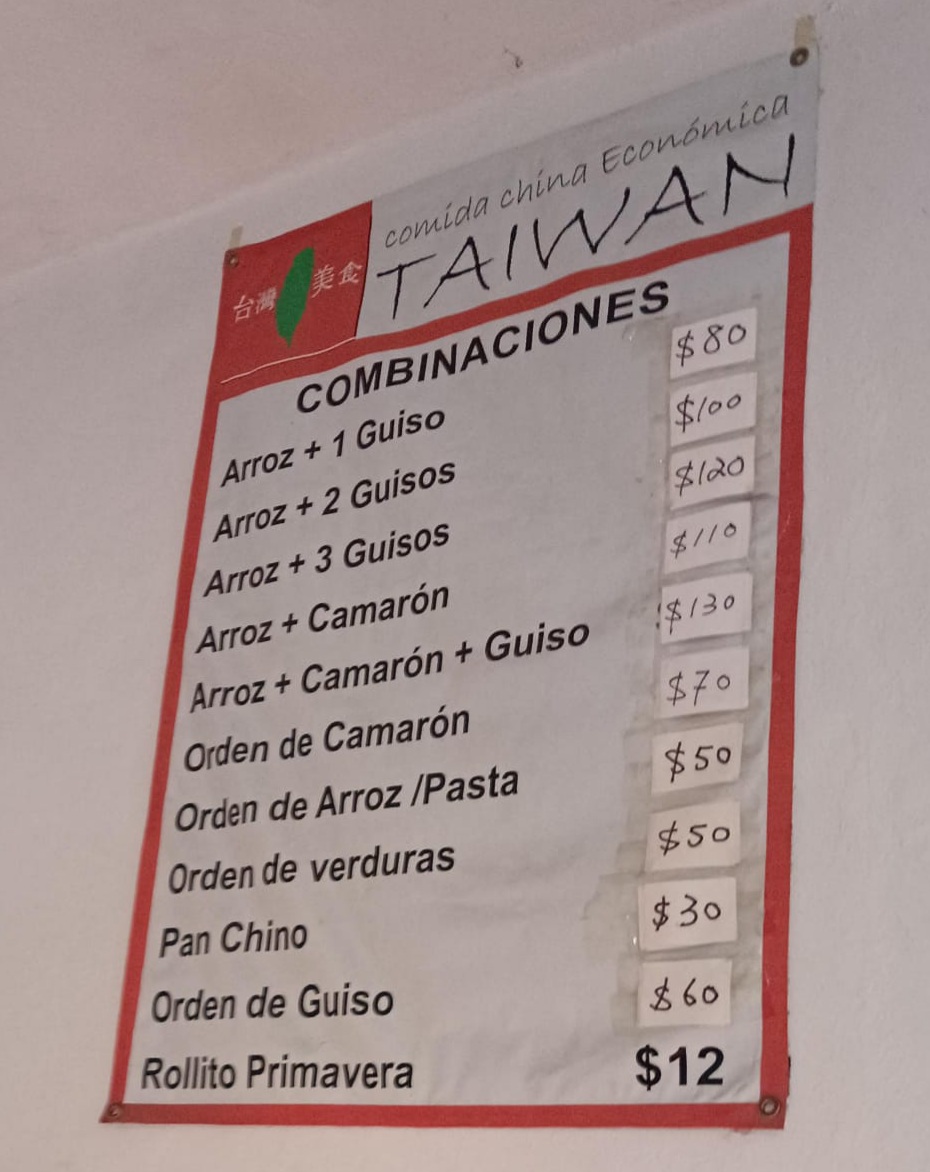 comida china Económica
TAIWAN
台灣 美食
COMBINACIONES
Arroz + 1 Guiso $80
Arroz + 2 Guisos $100
Arroz + 3 Guisos $120
Arroz + Camarón $110
Arroz + Camarón + Guiso $130
Orden de Camarón $70
Orden de Arroz /Pasta $50
Orden de verduras $50
Pan Chino $30
Orden de Guiso $60
Rollito Primavera $12